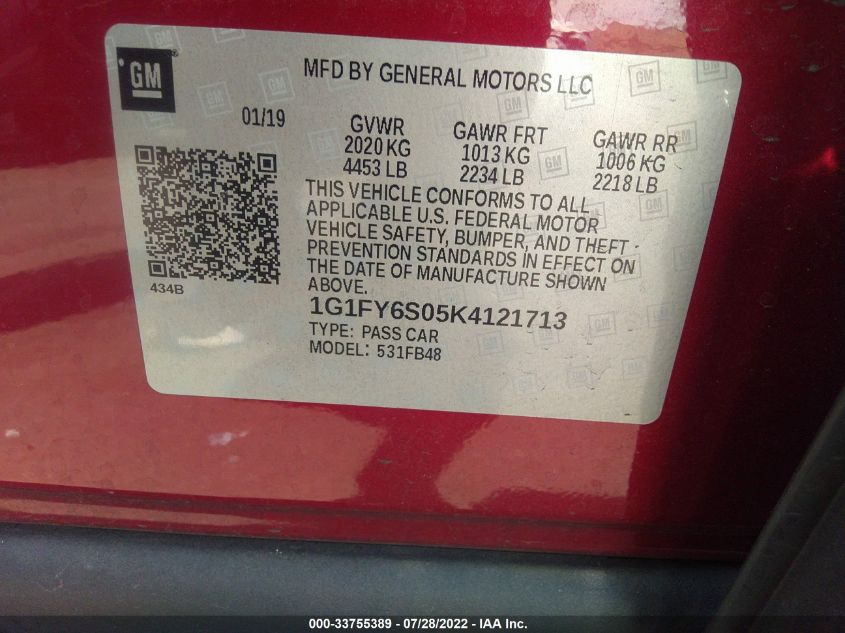 GM
MFD BY GENERAL MOTORS LLC
01/19
GVWR
2020 KG
4453 LB
GAWR FRT
1013 KG
2234 LB
GAWR RR
1006 KG
2218 LB
THIS VEHICLE CONFORMS TO ALL
APPLICABLE U.S. FEDERAL MOTOR
VEHICLE SAFETY, BUMPER, AND THEFT
PREVENTION STANDARDS IN EFFECT ON
THE DATE OF MANUFACTURE SHOWN
ABOVE.
434B
1G1FY6S05K4121713
TYPE: PASS CAR
MODEL: 531FB48
000-33755389 - 07/28/2022 - IAA Inc.